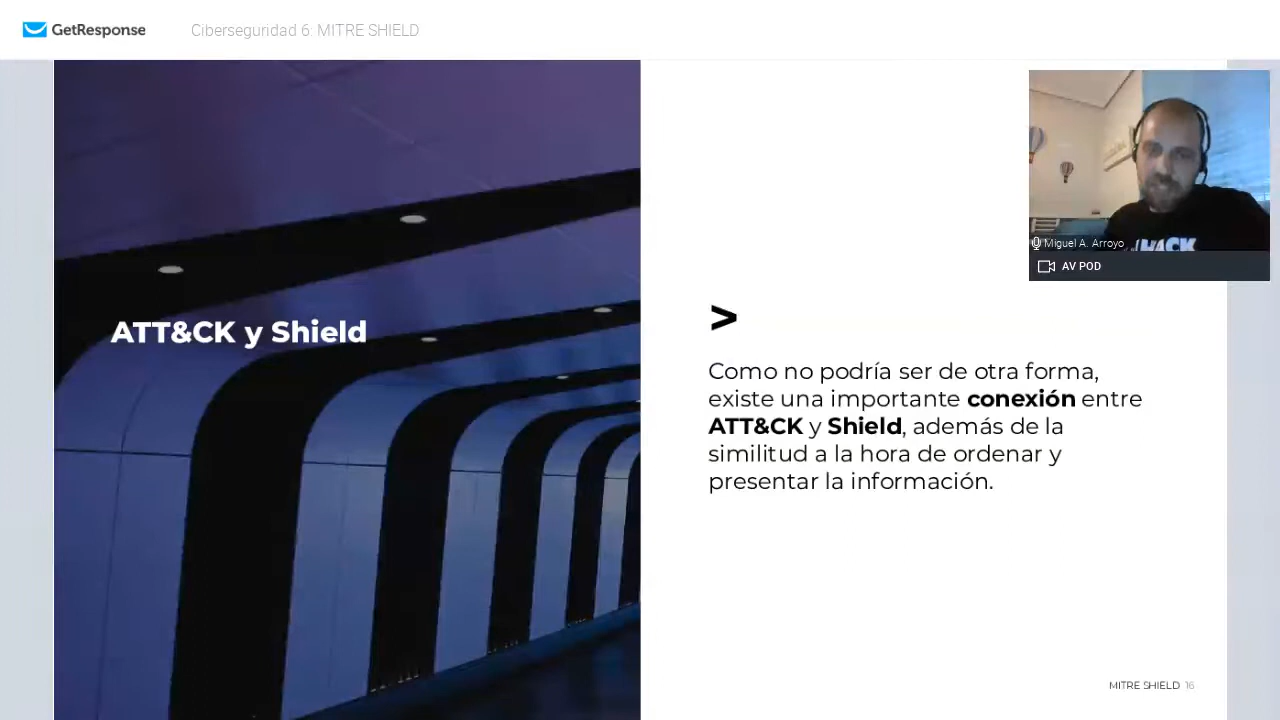 GetResponse
Ciberseguridad 6: MITRE SHIELD
Miguel A. Arroyo
HACK
AV POD
ATT&CK y Shield
>
Como no podría ser de otra forma,
existe una importante conexión entre
ATT&CK y Shield, además de la
similitud a la hora de ordenar y
presentar la información.
MITRE SHIELD 16